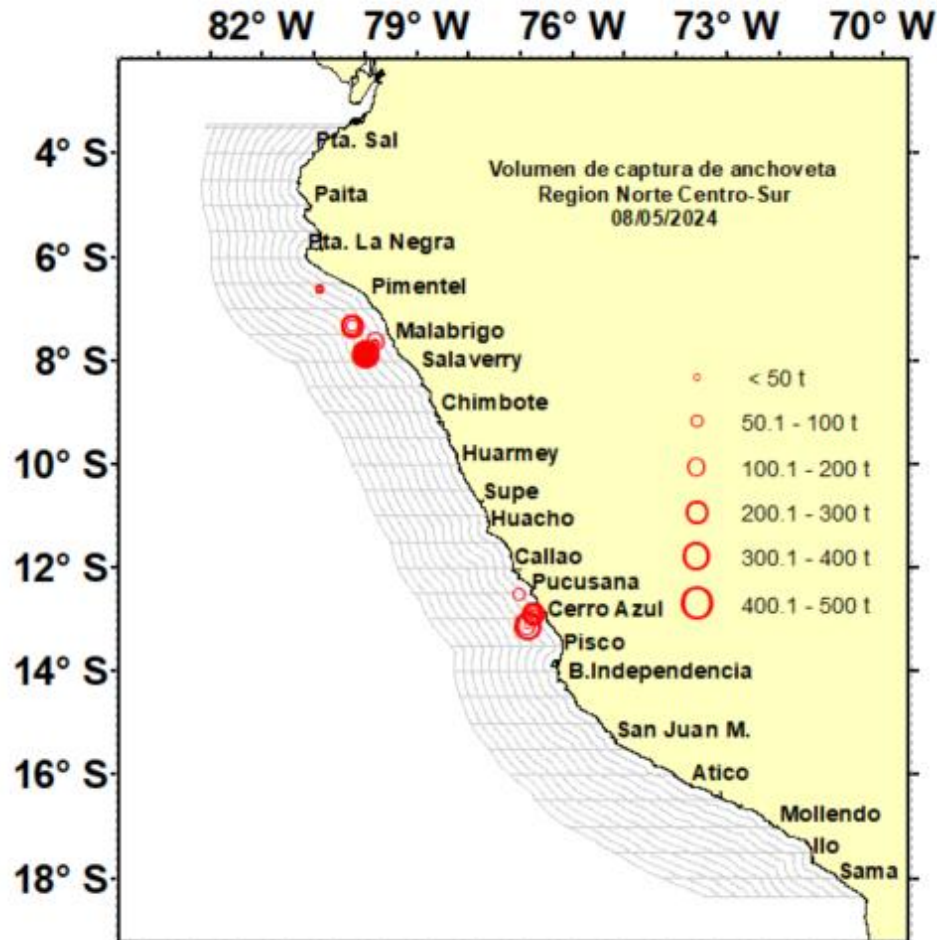 82° W 79° W 76° W 73° W 70° W
4° S
6° S
8° S
10° S
12° S
14° S
16° S
18° S
Volumen de captura de anchoveta
Region Norte Centro-Sur
08/05/2024
Pta. Sal
Paita
Pta. La Negra
Pimentel
Malabrigo
Salaverry
Chimbote
Huarmey
Supe
Huacho
Callao
Pucusana
Cerro Azul
Pisco
B.Independencia
San Juan M.
Atico
Mollendo
Ilo
Sama
< 50 t
50.1 - 100 t
100.1 - 200 t
200.1 - 300 t
300.1 - 400 t
400.1 - 500 t